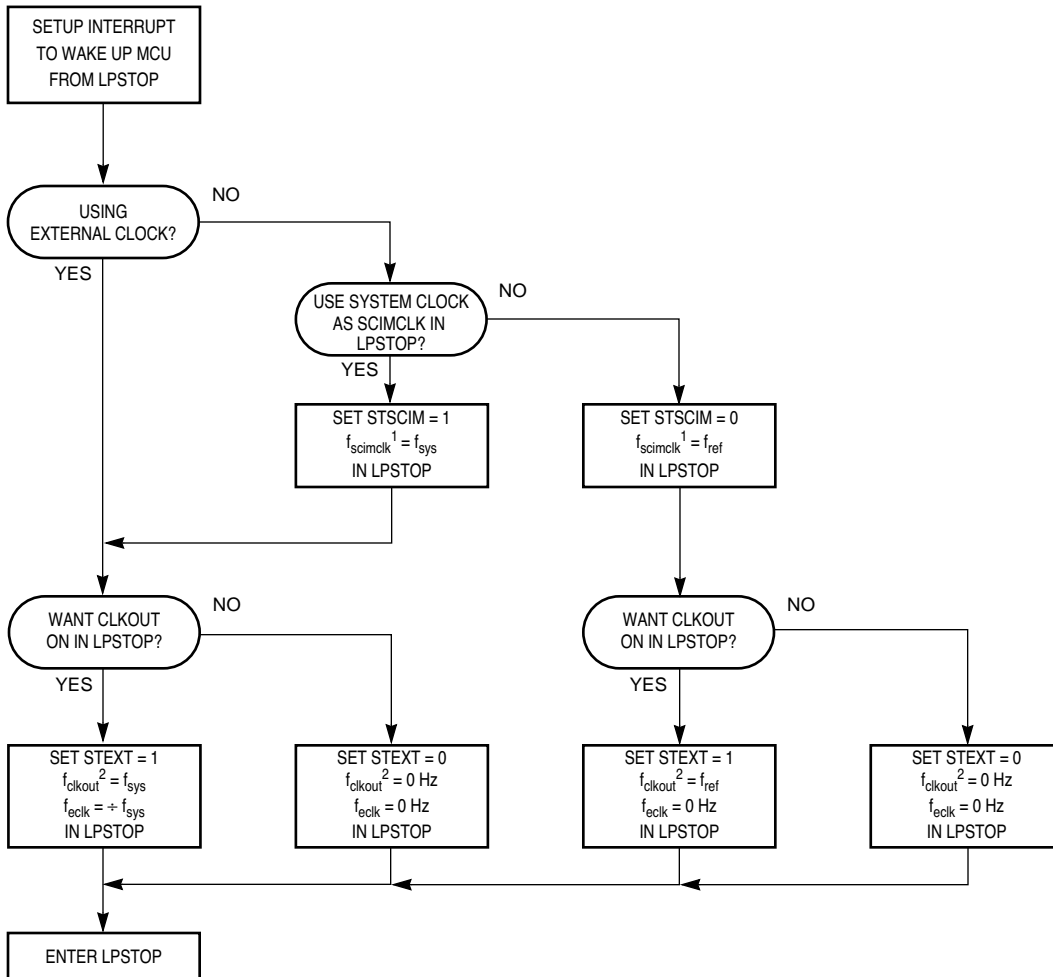 SETUP INTERRUPT
TO WAKE UP MCU
FROM LPSTOP
USING
EXTERNAL CLOCK?
NO
YES
USE SYSTEM CLOCK
AS SCIMCLK IN
LPSTOP?
NO
YES
SET STSCIM = 1
fscimclk1 = fsys
IN LPSTOP
SET STSCIM = 0
fscimclk1 = fref
IN LPSTOP
WANT CLKOUT
ON IN LPSTOP?
NO
YES
WANT CLKOUT
ON IN LPSTOP?
NO
YES
SET STEXT = 1
fclkout2 = fsys
feclk = ÷ fsys
IN LPSTOP
SET STEXT = 0
fclkout2 = 0 Hz
feclk = 0 Hz
IN LPSTOP
SET STEXT = 1
fclkout2 = fref
feclk = 0 Hz
IN LPSTOP
SET STEXT = 0
fclkout2 = 0 Hz
feclk = 0 Hz
IN LPSTOP
ENTER LPSTOP